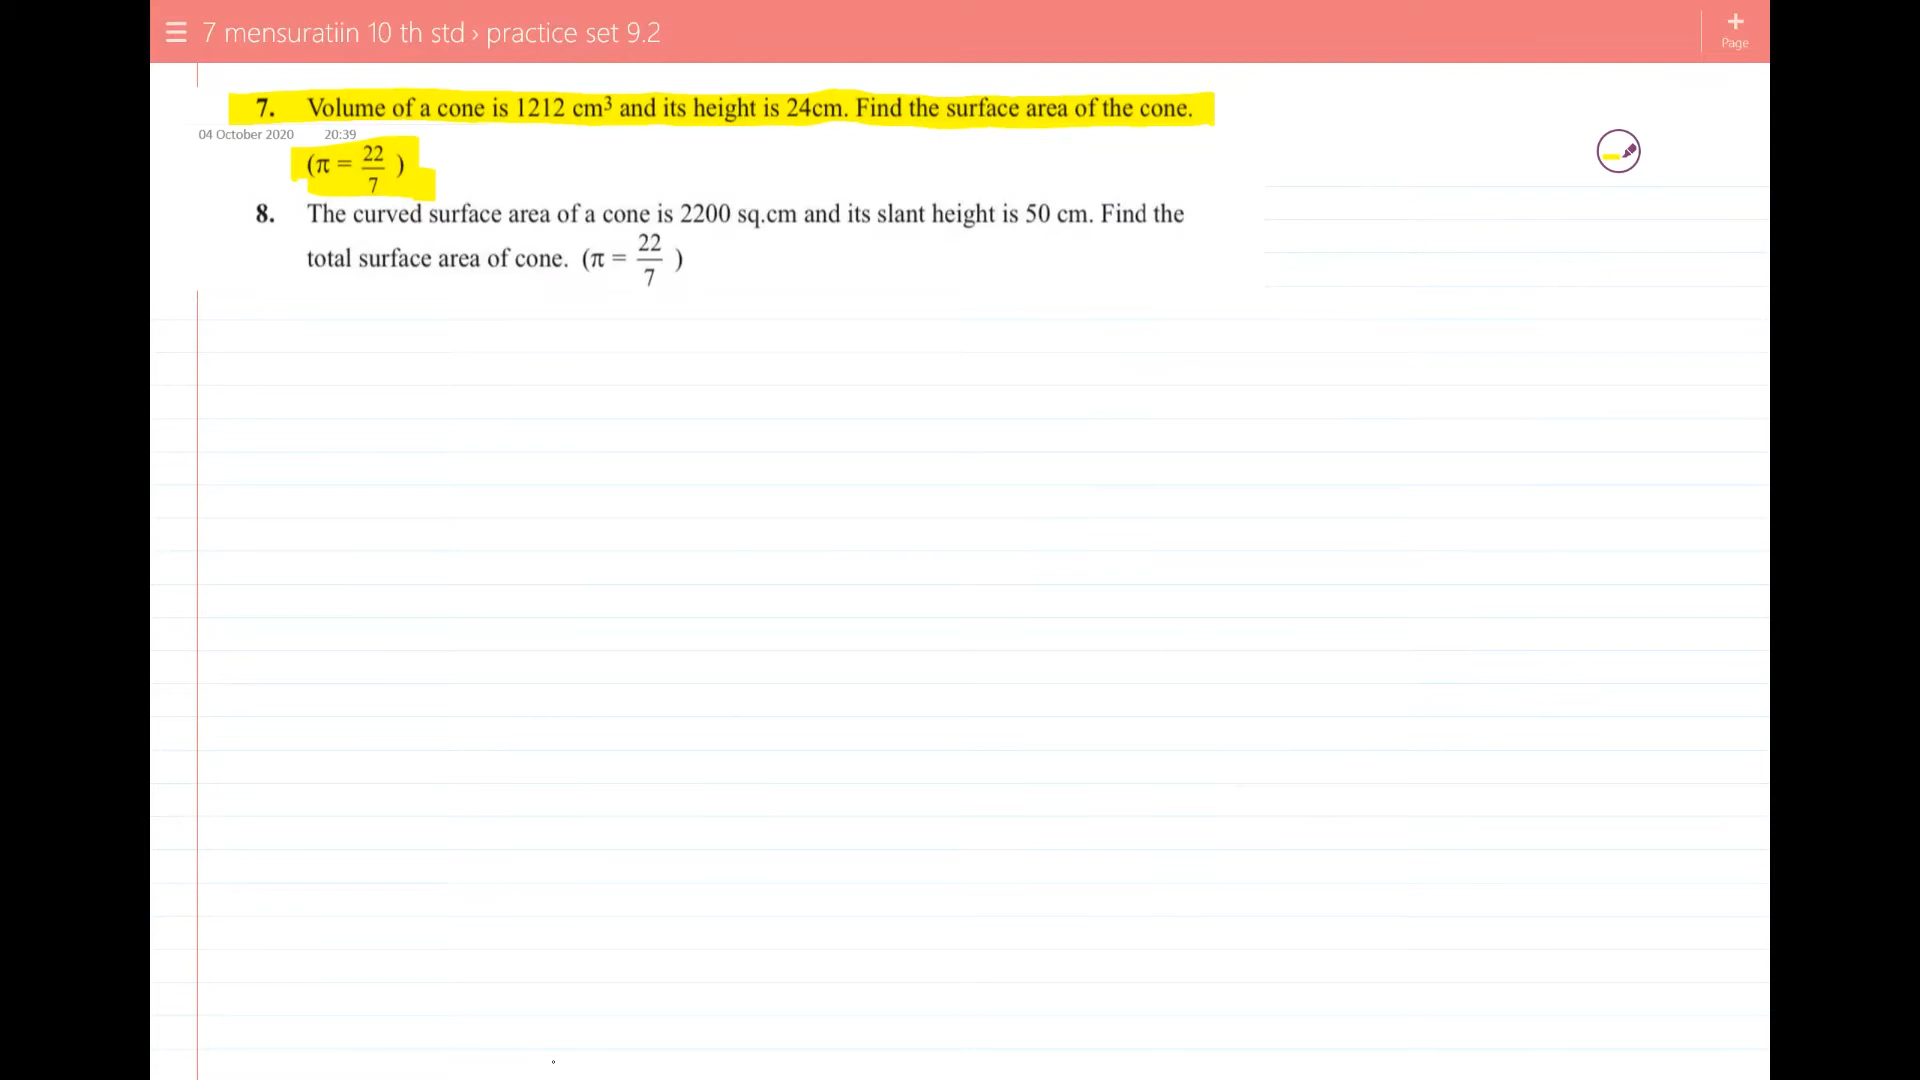 7 mensuratiin 10 th std › practice set 9.2
+
Page
7. Volume of a cone is 1212 cm³ and its height is 24cm. Find the surface area of the cone.
04 October 2020 20:39
(π = 22/7 )
8. The curved surface area of a cone is 2200 sq.cm and its slant height is 50 cm. Find the
total surface area of cone. (π = 22/7 )